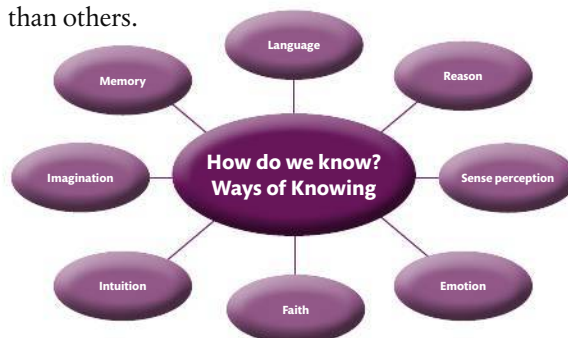 than others.
Language
Memory
Reason
How do we know?
Ways of Knowing
Imagination
Sense perception
Intuition
Emotion
Faith